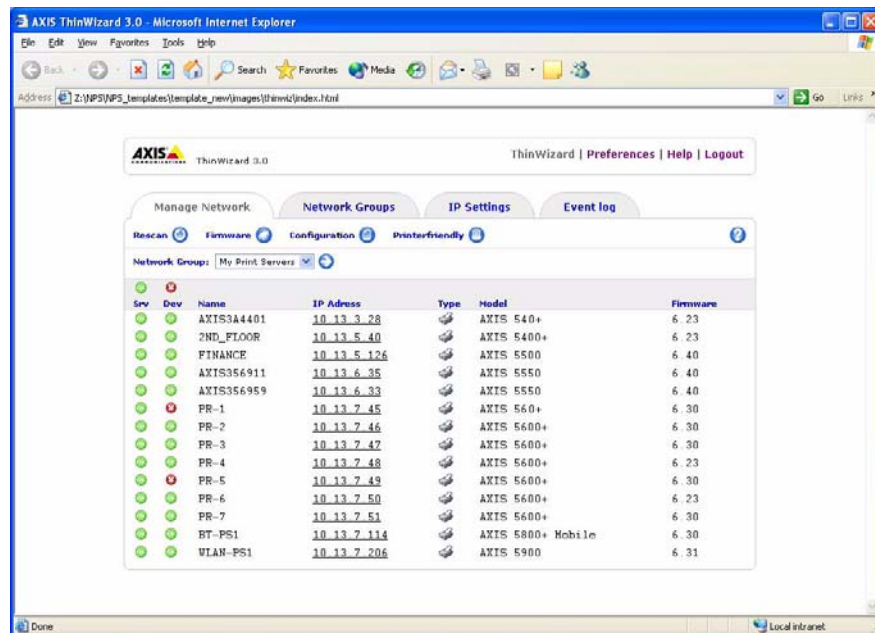 AXIS ThinWizard 3.0 - Microsoft Internet Explorer
File Edit View Favorites Tools Help
Back Search Favorites Media
Address Z:\NPS\NPS_templates\template_new\images\thinwiz\index.html Go Links »
AXIS COMMUNICATIONS ThinWizard 3.0 ThinWizard | Preferences | Help | Logout
Manage Network Network Groups IP Settings Event log
Rescan Firmware Configuration Printerfriendly ?
Network Group: My Print Servers
Srv Dev Name IP Adress Type Model Firmware
AXIS3A4401 10.13.3.28 AXIS 540+ 6.23
2ND_FLOOR 10.13.5.40 AXIS 5400+ 6.23
FINANCE 10.13.5.126 AXIS 5500 6.40
AXIS356911 10.13.6.35 AXIS 5550 6.40
AXIS356959 10.13.6.33 AXIS 5550 6.40
PR-1 10.13.7.45 AXIS 560+ 6.30
PR-2 10.13.7.46 AXIS 5600+ 6.30
PR-3 10.13.7.47 AXIS 5600+ 6.30
PR-4 10.13.7.48 AXIS 5600+ 6.23
PR-5 10.13.7.49 AXIS 5600+ 6.30
PR-6 10.13.7.50 AXIS 5600+ 6.23
PR-7 10.13.7.51 AXIS 5600+ 6.30
BT-PS1 10.13.7.114 AXIS 5800+ Mobile 6.30
WLAN-PS1 10.13.7.206 AXIS 5900 6.31
Done Local intranet